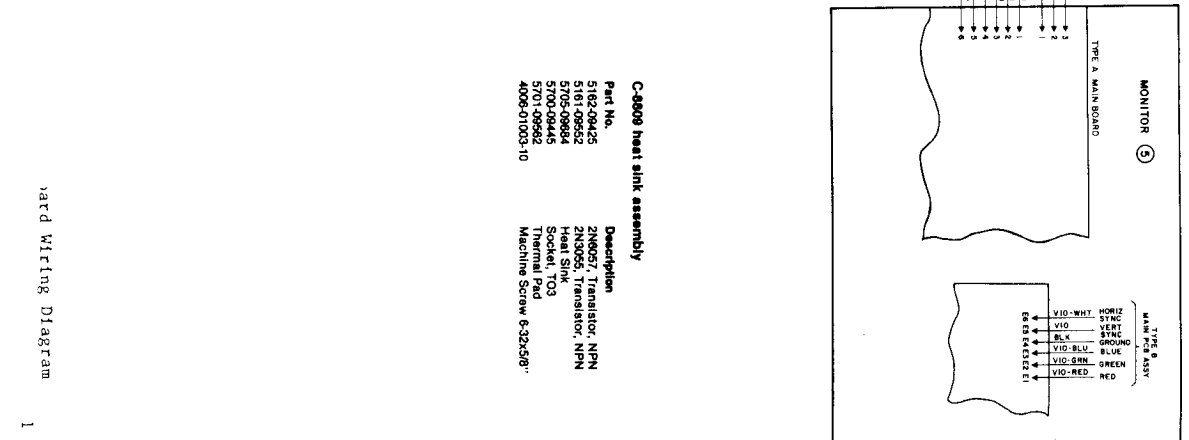 MONITOR 5
TYPE A MAIN BOARD
3
2
1
1
2
3
4
5
6
TYPE B
MAIN PCB ASSY
HORIZ SYNC
VERT SYNC
GROUND
BLUE
GREEN
RED
VIO-WHT
VIO
BLK
VIO-BLU
VIO-GRN
VIO-RED
E6 E5 E4 E3 E2 E1
C-8809 heat sink assembly
Part No. Description
5162-09425 2N6057, Transistor, NPN
5161-09552 2N3055, Transistor, NPN
5705-09684 Heat Sink
5700-09445 Socket, TO3
5701-09562 Thermal Pad
4006-01003-10 Machine Screw 6-32x5/8"
ard Wiring Diagram
1